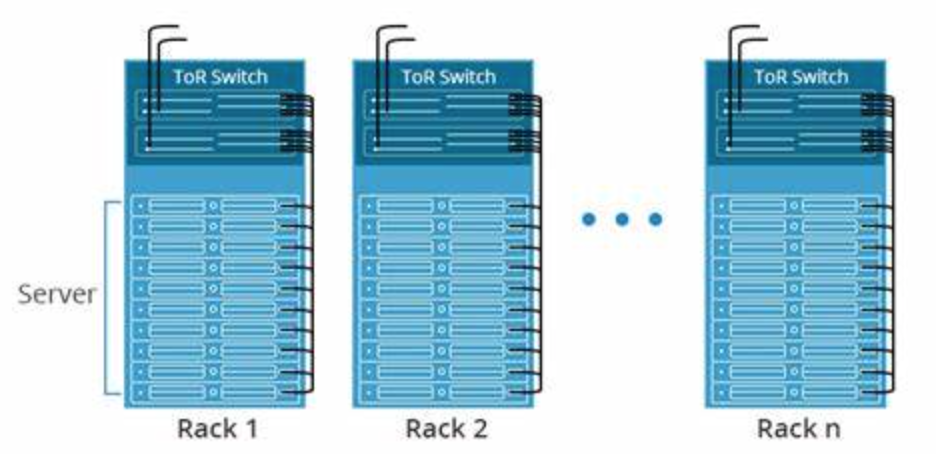 ToR Switch
ToR Switch
ToR Switch
Server
Rack 1
Rack 2
Rack n